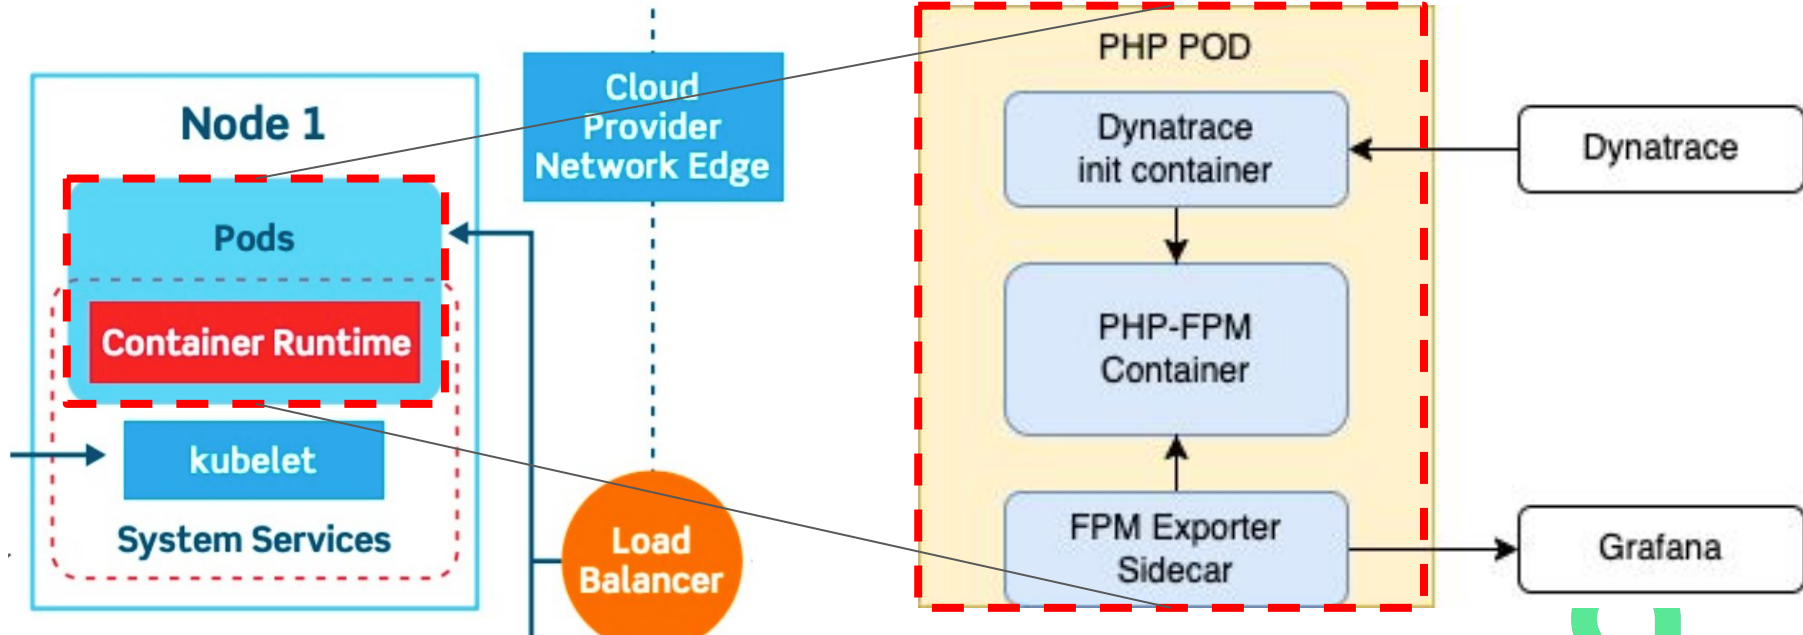 Node 1
Pods
Container Runtime
kubelet
System Services
Cloud
Provider
Network Edge
Load
Balancer
PHP POD
Dynatrace
init container
PHP-FPM
Container
FPM Exporter
Sidecar
Dynatrace
Grafana